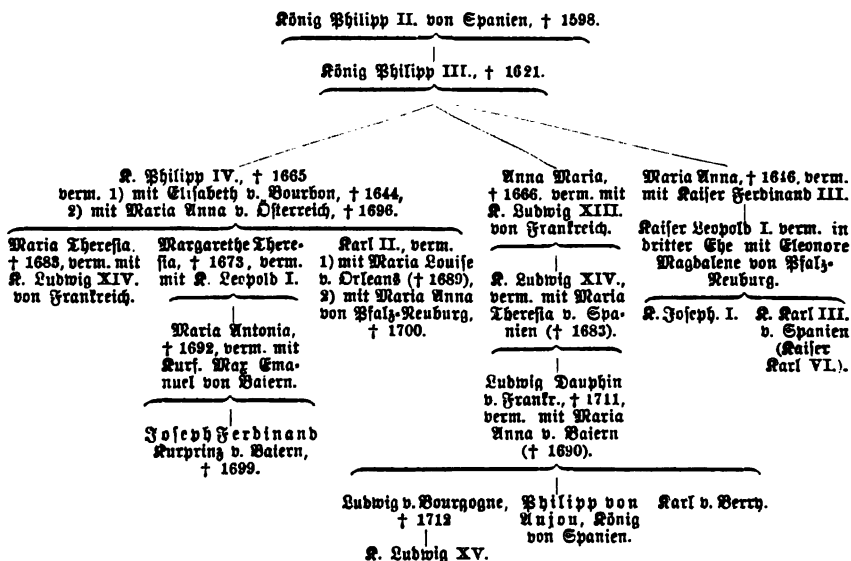 König Philipp II. von Spanien, † 1598.
König Philipp III., † 1621.
K. Philipp IV., † 1665
verm. 1) mit Elisabeth v. Bourbon, † 1644,
2) mit Maria Anna v. Österreich, † 1696.
Maria Theresia.
† 1683, verm. mit
K. Ludwig XIV.
von Frankreich.
Margarethe There-
sia, † 1673, verm.
mit K. Leopold I.
Maria Antonia,
† 1692, verm. mit
Kurf. Max Ema-
nuel von Baiern.
Joseph Ferdinand
Kurprinz v. Baiern,
† 1699.
Karl II., verm.
1) mit Maria Louise
v. Orleans († 1689),
2) mit Maria Anna
von Pfalz-Neuburg,
† 1700.
Anna Maria,
† 1666. verm. mit
K. Ludwig XIII.
von Frankreich.
K. Ludwig XIV.,
verm. mit Maria
Theresia v. Spa-
nien († 1683).
Ludwig Dauphin
v. Frankr., † 1711,
verm. mit Maria
Anna v. Baiern
(† 1690).
Ludwig v. Bourgogne,
† 1712
K. Ludwig XV.
Philipp von
Anjou, König
von Spanien.
Karl v. Berry.
Maria Anna, † 1646, verm.
mit Kaiser Ferdinand III.
Kaiser Leopold I. verm. in
dritter Ehe mit Eleonore
Magdalene von Pfalz-
Neuburg.
K. Joseph. I.
K. Karl III.
v. Spanien
(Kaiser
Karl VI.).